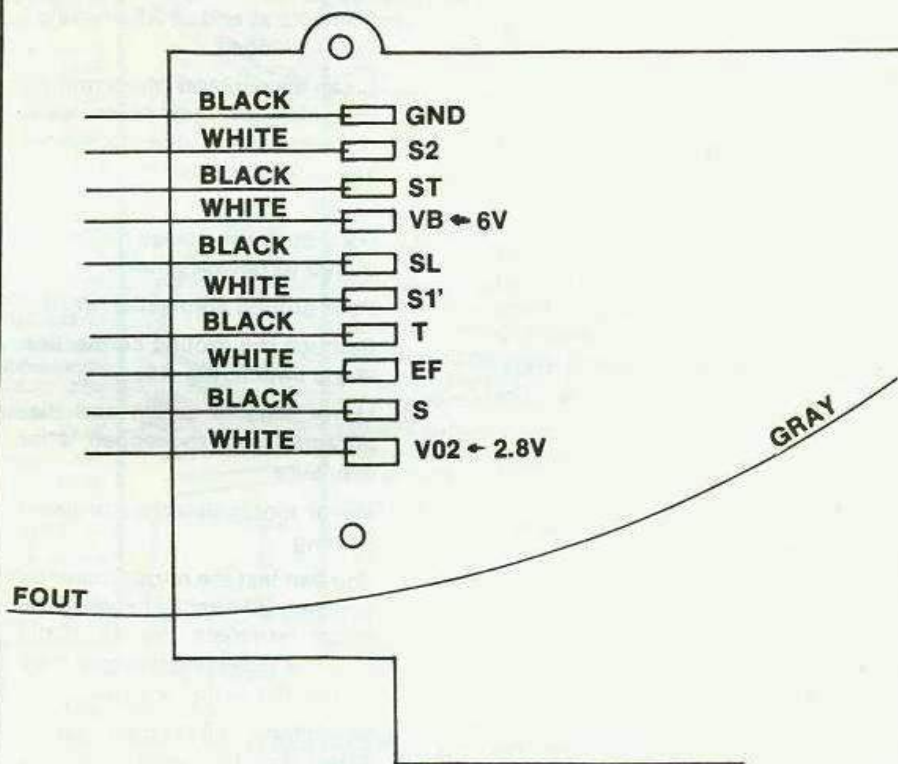 BLACK GND
WHITE S2
BLACK ST
WHITE VB ← 6V
BLACK SL
WHITE S1'
BLACK T
WHITE EF
BLACK S
WHITE V02 ← 2.8V
GRAY
FOUT